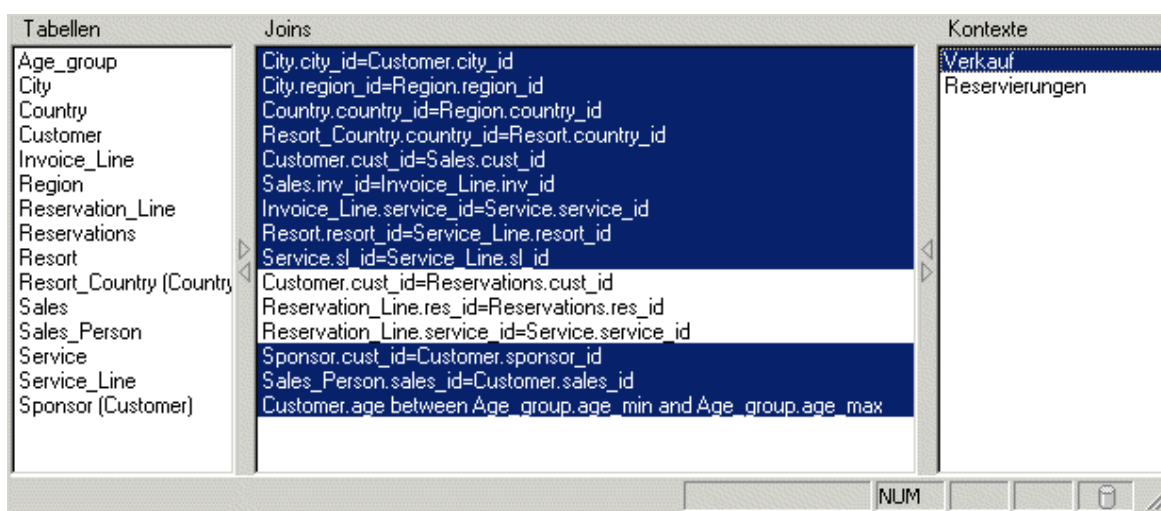 Tabellen
Joins
Kontexte
Age_group
City
Country
Customer
Invoice_Line
Region
Reservation_Line
Reservations
Resort
Resort_Country (Country
Sales
Sales_Person
Service
Service_Line
Sponsor (Customer)
City.city_id=Customer.city_id
City.region_id=Region.region_id
Country.country_id=Region.country_id
Resort_Country.country_id=Resort.country_id
Customer.cust_id=Sales.cust_id
Sales.inv_id=Invoice_Line.inv_id
Invoice_Line.service_id=Service.service_id
Resort.resort_id=Service_Line.resort_id
Service.sl_id=Service_Line.sl_id
Customer.cust_id=Reservations.cust_id
Reservation_Line.res_id=Reservations.res_id
Reservation_Line.service_id=Service.service_id
Sponsor.cust_id=Customer.sponsor_id
Sales_Person.sales_id=Customer.sales_id
Customer.age between Age_group.age_min and Age_group.age_max
Verkauf
Reservierungen
NUM